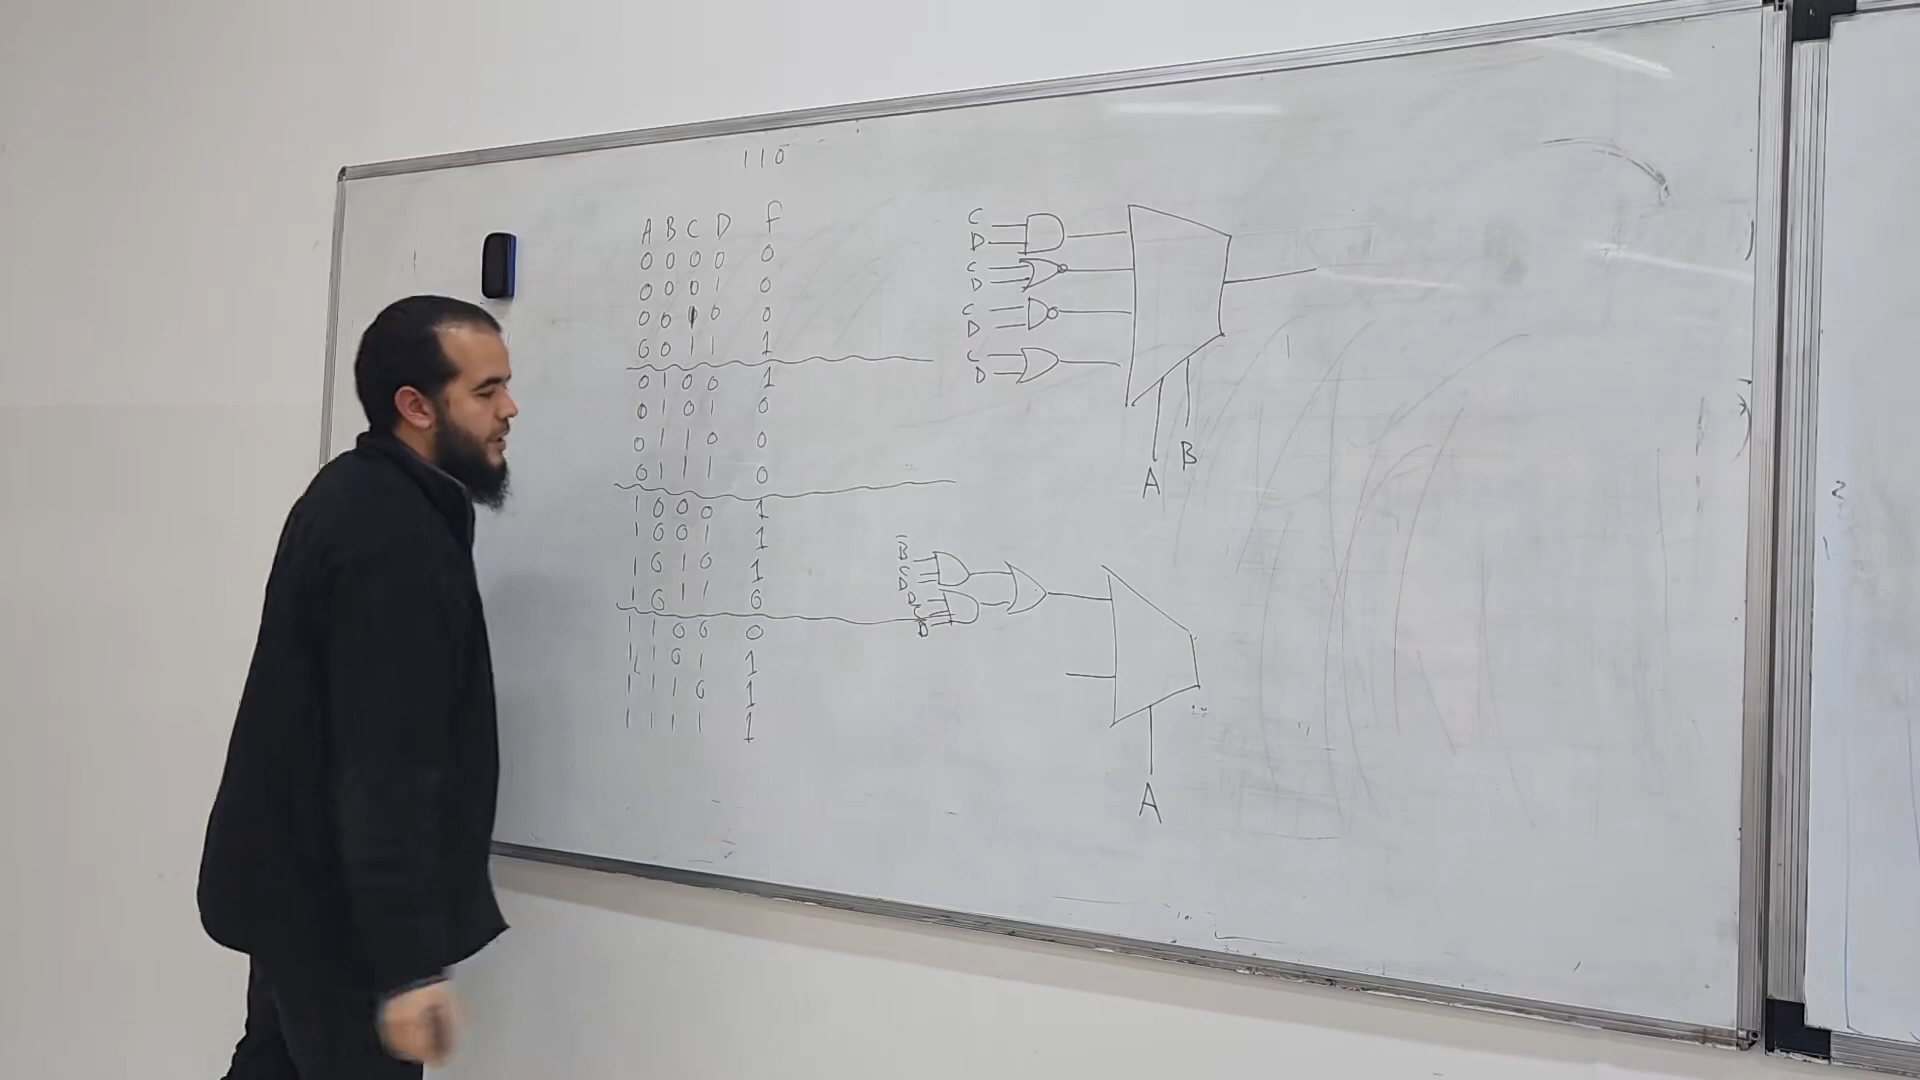 110
A B C D F
0 0 0 0 0
0 0 0 1 0
0 0 1 0 0
0 0 1 1 1
0 1 0 0 1
0 1 0 1 0
0 1 1 0 0
0 1 1 1 0
1 0 0 0 1
1 0 0 1 1
1 0 1 0 1
1 0 1 1 0
1 1 0 0 0
1 1 0 1 1
1 1 1 0 1
1 1 1 1 1
C
D
C
D
C
D
C
D
A B
B̅
C
D
D
A
2